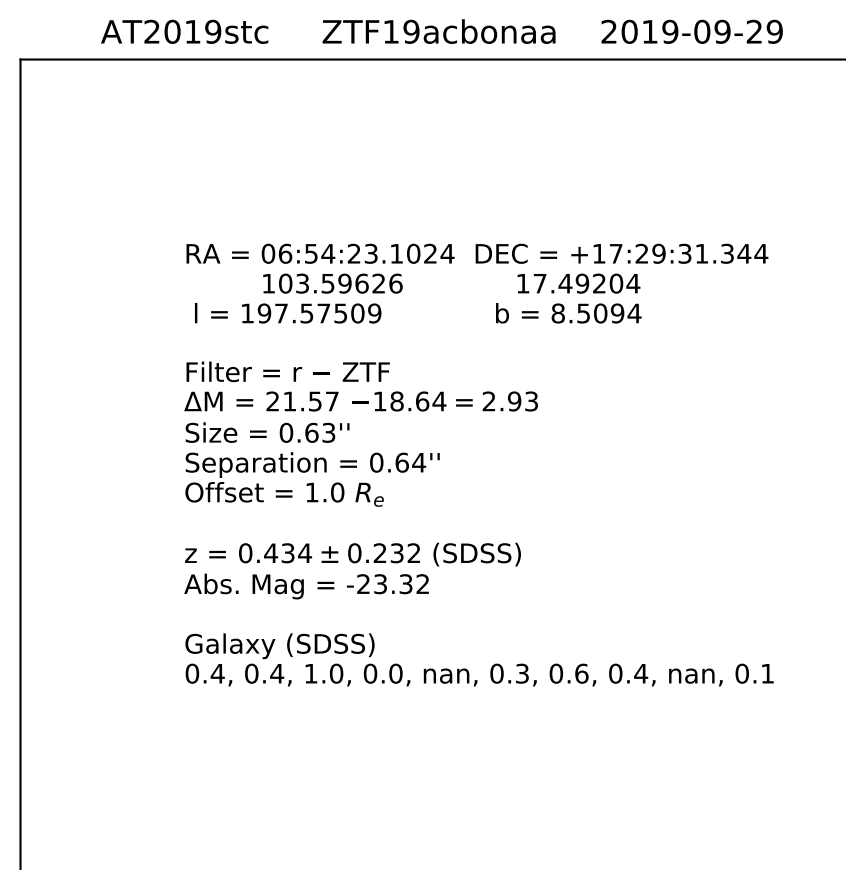 AT2019stc ZTF19acbonaa 2019-09-29
RA = 06:54:23.1024 DEC = +17:29:31.344
103.59626 17.49204
l = 197.57509 b = 8.5094
Filter = r − ZTF
ΔM = 21.57 −18.64 = 2.93
Size = 0.63''
Separation = 0.64''
Offset = 1.0 Rₑ
z = 0.434 ± 0.232 (SDSS)
Abs. Mag = -23.32
Galaxy (SDSS)
0.4, 0.4, 1.0, 0.0, nan, 0.3, 0.6, 0.4, nan, 0.1